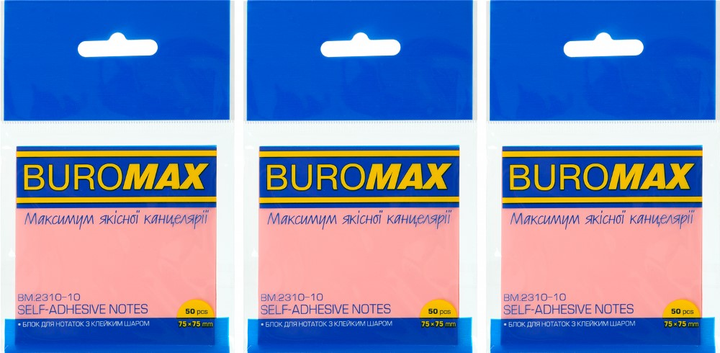 BUROMAX
Максимум якісної канцелярії
BM.2310-10
SELF-ADHESIVE NOTES
50 pcs
75×75 mm
• БЛОК ДЛЯ НОТАТОК З КЛЕЙКИМ ШАРОМ
BUROMAX
Максимум якісної канцелярії
BM.2310-10
SELF-ADHESIVE NOTES
50 pcs
75×75 mm
• БЛОК ДЛЯ НОТАТОК З КЛЕЙКИМ ШАРОМ
BUROMAX
Максимум якісної канцелярії
BM.2310-10
SELF-ADHESIVE NOTES
50 pcs
75×75 mm
• БЛОК ДЛЯ НОТАТОК З КЛЕЙКИМ ШАРОМ